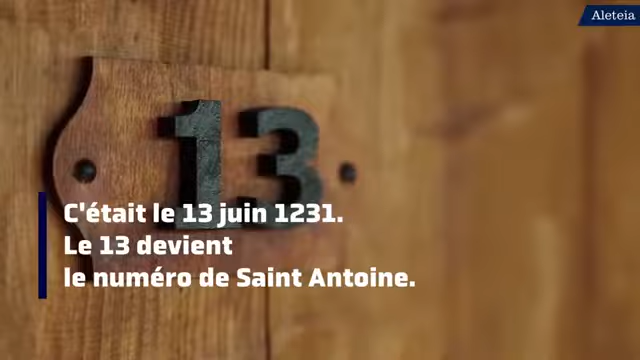 Aleteia
13
C'était le 13 juin 1231.
Le 13 devient
le numéro de Saint Antoine.